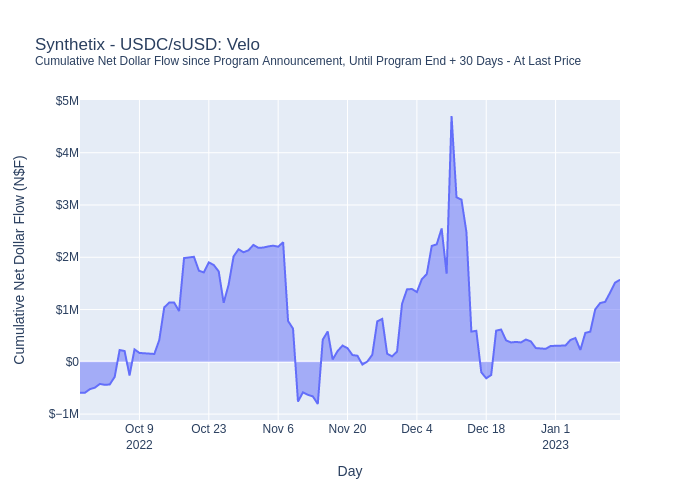 Synthetix - USDC/sUSD: Velo
Cumulative Net Dollar Flow since Program Announcement, Until Program End + 30 Days - At Last Price
Cumulative Net Dollar Flow (N$F)
$5M
$4M
$3M
$2M
$1M
$0
$−1M
Oct 9
2022
Oct 23
Nov 6
Nov 20
Dec 4
Dec 18
Jan 1
2023
Day